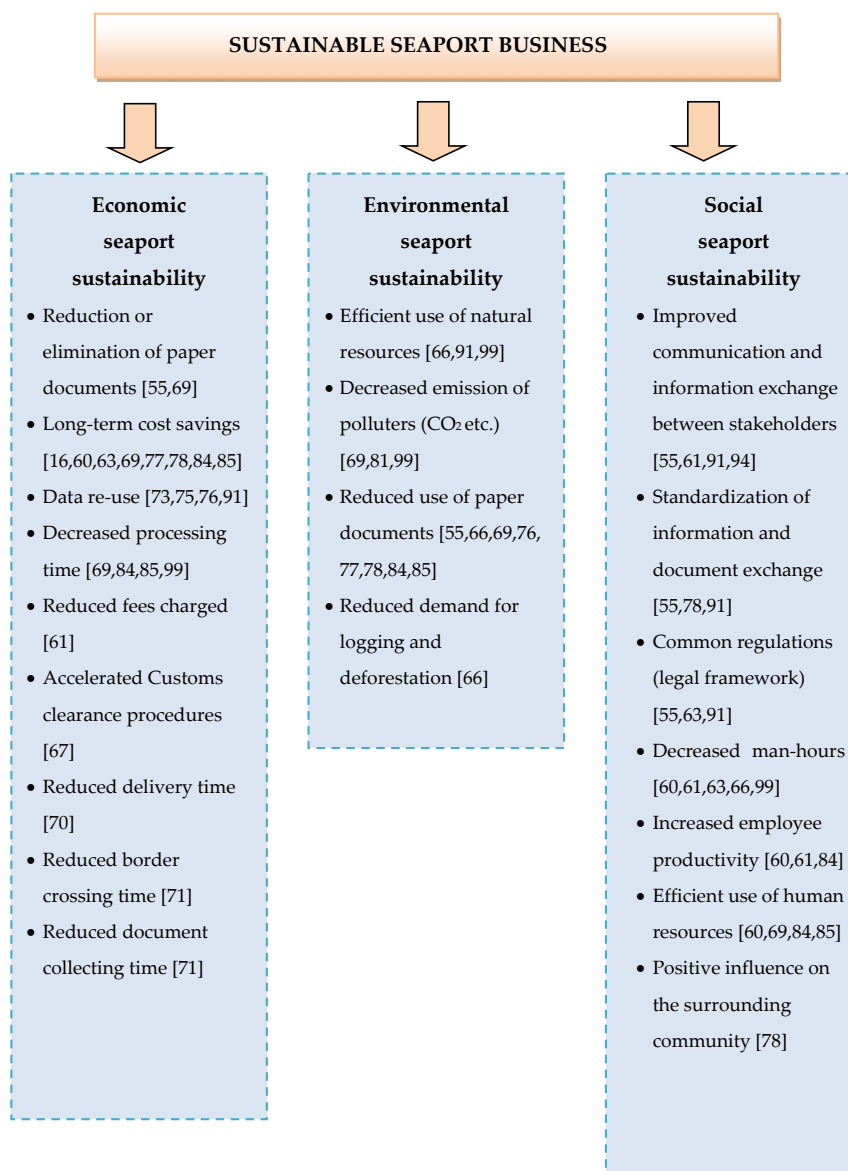 SUSTAINABLE SEAPORT BUSINESS
Economic
seaport
sustainability
• Reduction or
elimination of paper
documents [55,69]
• Long-term cost savings
[16,60,63,69,77,78,84,85]
• Data re-use [73,75,76,91]
• Decreased processing
time [69,84,85,99]
• Reduced fees charged
[61]
• Accelerated Customs
clearance procedures
[67]
• Reduced delivery time
[70]
• Reduced border
crossing time [71]
• Reduced document
collecting time [71]
Environmental
seaport
sustainability
• Efficient use of natural
resources [66,91,99]
• Decreased emission of
polluters (CO2 etc.)
[69,81,99]
• Reduced use of paper
documents [55,66,69,76,
77,78,84,85]
• Reduced demand for
logging and
deforestation [66]
Social
seaport
sustainability
• Improved
communication and
information exchange
between stakeholders
[55,61,91,94]
• Standardization of
information and
document exchange
[55,78,91]
• Common regulations
(legal framework)
[55,63,91]
• Decreased man-hours
[60,61,63,66,99]
• Increased employee
productivity [60,61,84]
• Efficient use of human
resources [60,69,84,85]
• Positive influence on
the surrounding
community [78]